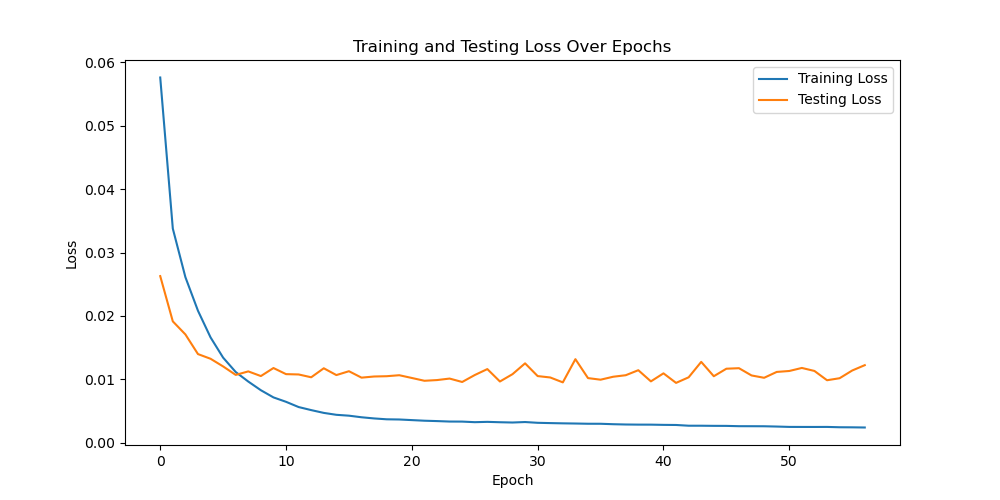 Training and Testing Loss Over Epochs
Training Loss
Testing Loss
0.06
0.05
0.04
0.03
0.02
0.01
0.00
Loss
0 10 20 30 40 50
Epoch